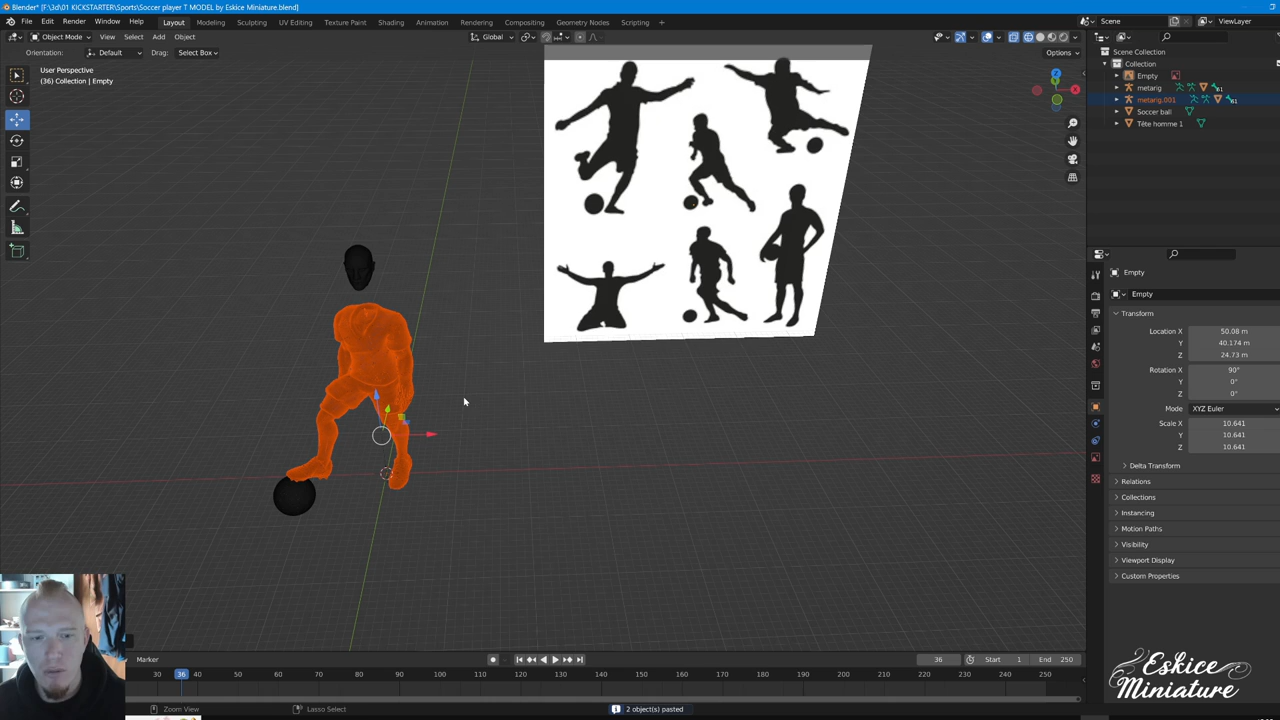 Blender* [F:\3d\01 KICKSTARTER\Sports\Soccer player T MODEL by Eskice Miniature.blend]
File Edit Render Window Help Layout Modeling Sculpting UV Editing Texture Paint Shading Animation Rendering Compositing Geometry Nodes Scripting + Scene ViewLayer
Object Mode View Select Add Object Global
Orientation: Default Drag: Select Box Options
User Perspective
(36) Collection | Empty
Scene Collection
Collection
Empty
metarig 61
metarig.001 61
Soccer ball
Tête homme 1
Z
X
Empty
Empty
Transform
Location X 50.08 m
Y 40.174 m
Z 24.73 m
Rotation X 90°
Y 0°
Z 0°
Mode XYZ Euler
Scale X 10.641
Y 10.641
Z 10.641
Delta Transform
Relations
Collections
Instancing
Motion Paths
Visibility
Viewport Display
Custom Properties
Marker 36 Start 1 End 250
30 36 40 50 60 70 80 90 100 110 120 130 140 150 160 170 180 190 200 210 220 230 240 250
Zoom View Lasso Select 2 object(s) pasted
Eskice
Miniature